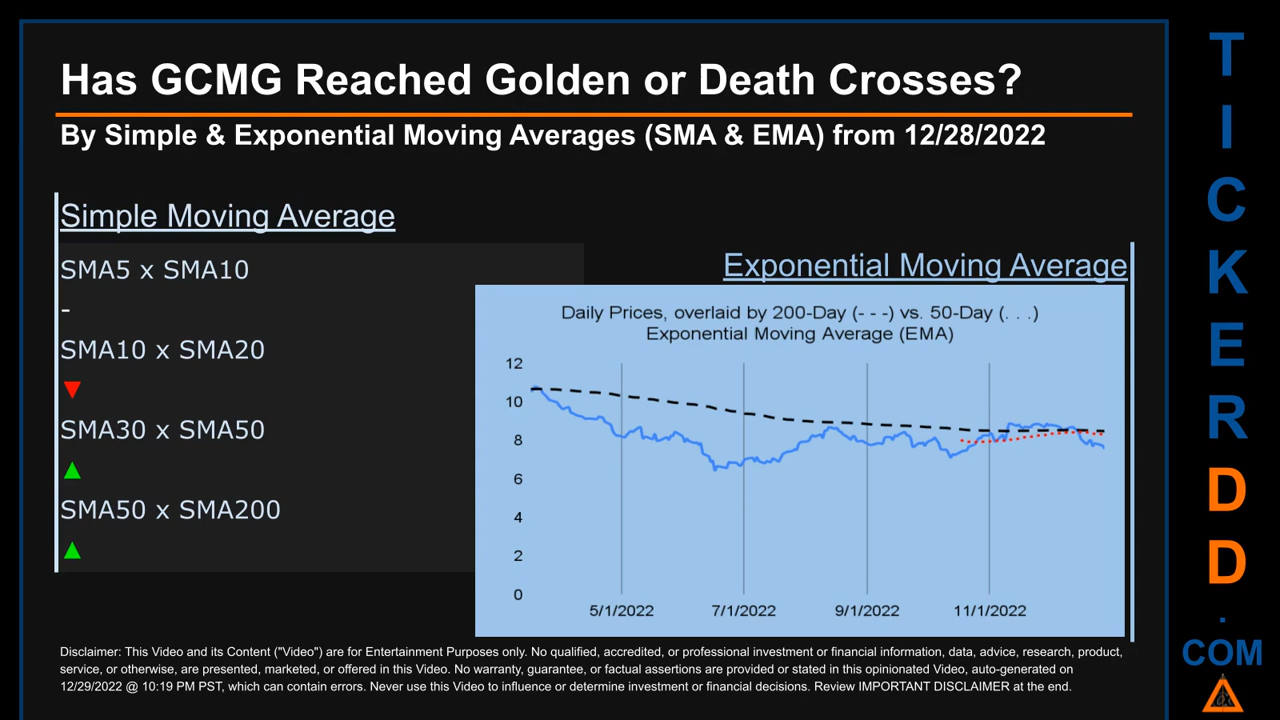 Has GCMG Reached Golden or Death Crosses?
By Simple & Exponential Moving Averages (SMA & EMA) from 12/28/2022
Simple Moving Average
SMA5 x SMA10
-
SMA10 x SMA20
▼
SMA30 x SMA50
▲
SMA50 x SMA200
▲
Exponential Moving Average
Daily Prices, overlaid by 200-Day (- - -) vs. 50-Day (. . .)
Exponential Moving Average (EMA)
12
10
8
6
4
2
0
5/1/2022 7/1/2022 9/1/2022 11/1/2022
Disclaimer: This Video and its Content ("Video") are for Entertainment Purposes only. No qualified, accredited, or professional investment or financial information, data, advice, research, product,
service, or otherwise, are presented, marketed, or offered in this Video. No warranty, guarantee, or factual assertions are provided or stated in this opinionated Video, auto-generated on
12/29/2022 @ 10:19 PM PST, which can contain errors. Never use this Video to influence or determine investment or financial decisions. Review IMPORTANT DISCLAIMER at the end.
T
I
C
K
E
R
D
D
.
COM